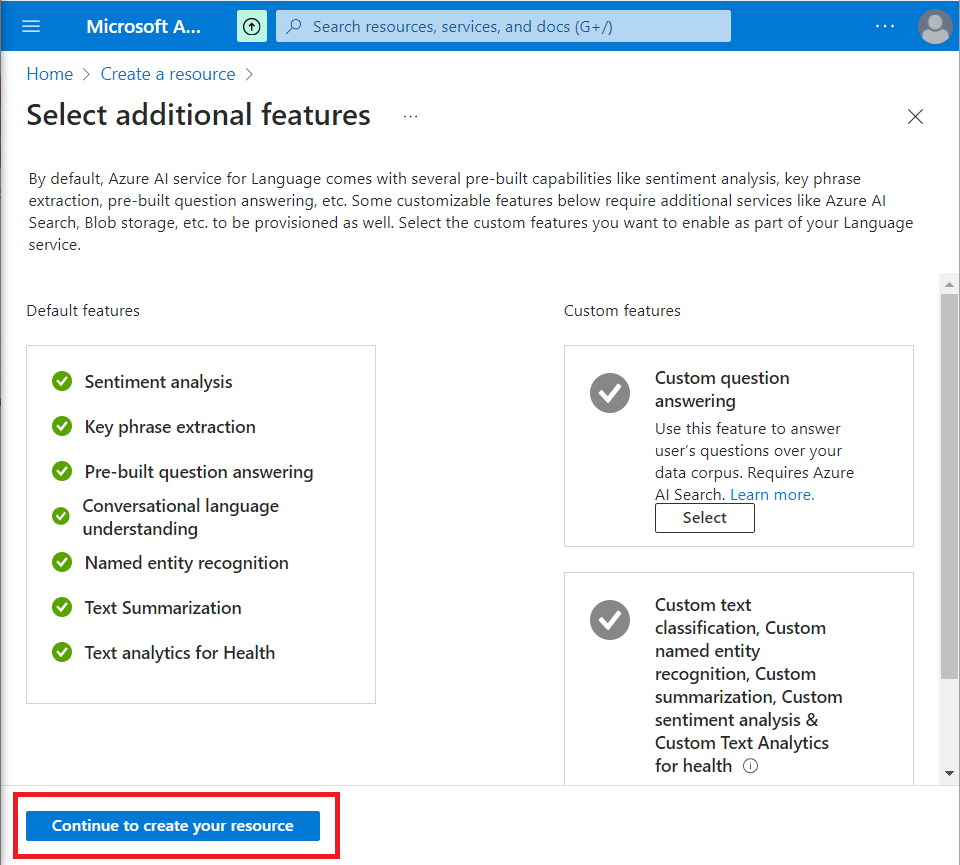 Microsoft A...
Search resources, services, and docs (G+/)
...
Home > Create a resource >
Select additional features ...
By default, Azure AI service for Language comes with several pre-built capabilities like sentiment analysis, key phrase
extraction, pre-built question answering, etc. Some customizable features below require additional services like Azure AI
Search, Blob storage, etc. to be provisioned as well. Select the custom features you want to enable as part of your Language
service.
Default features
Sentiment analysis
Key phrase extraction
Pre-built question answering
Conversational language
understanding
Named entity recognition
Text Summarization
Text analytics for Health
Custom features
Custom question
answering
Use this feature to answer
user's questions over your
data corpus. Requires Azure
AI Search. Learn more.
Select
Custom text
classification, Custom
named entity
recognition, Custom
summarization, Custom
sentiment analysis &
Custom Text Analytics
for health
Continue to create your resource